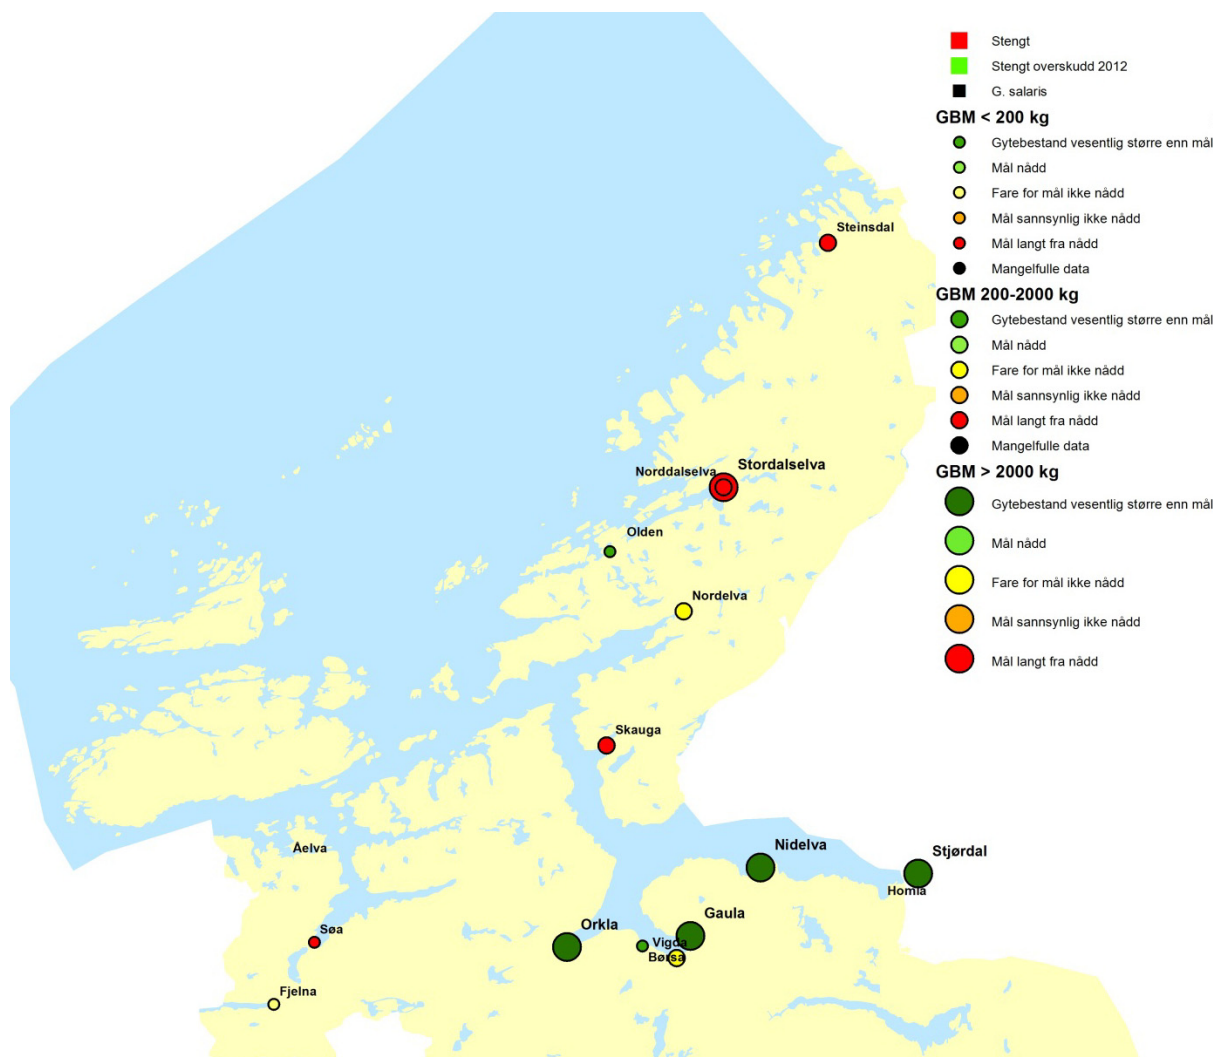 Stengt
Stengt overskudd 2012
G. salaris
GBM < 200 kg
Gytebestand vesentlig større enn mål
Mål nådd
Fare for mål ikke nådd
Mål sannsynlig ikke nådd
Mål langt fra nådd
Mangelfulle data
GBM 200-2000 kg
Gytebestand vesentlig større enn mål
Mål nådd
Fare for mål ikke nådd
Mål sannsynlig ikke nådd
Mål langt fra nådd
Mangelfulle data
GBM > 2000 kg
Gytebestand vesentlig større enn mål
Mål nådd
Fare for mål ikke nådd
Mål sannsynlig ikke nådd
Mål langt fra nådd
Steinsdal
Stordalselva
Norddalselva
Olden
Nordelva
Skauga
Nidelva
Åelva
Stjørdal
Homla
Gaula
Orkla
Søa
Vigda
Børsa
Fjelna